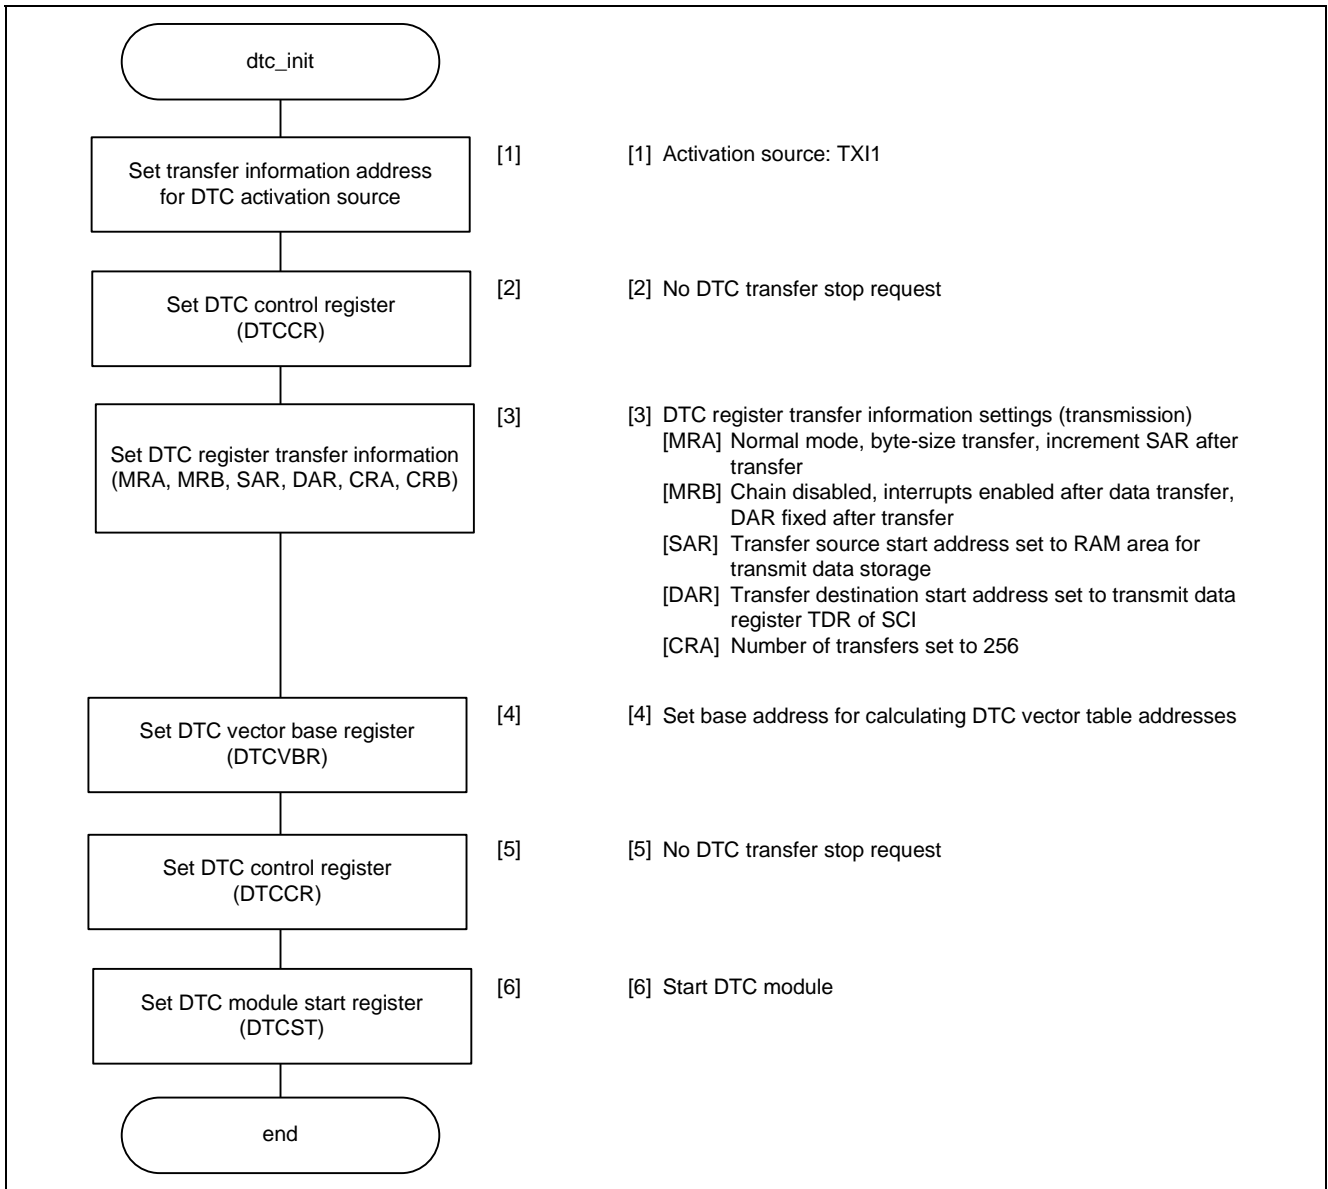 dtc_init
Set transfer information address
for DTC activation source
[1]
[1] Activation source: TXI1
Set DTC control register
(DTCCR)
[2]
[2] No DTC transfer stop request
Set DTC register transfer information
(MRA, MRB, SAR, DAR, CRA, CRB)
[3]
[3] DTC register transfer information settings (transmission)
[MRA] Normal mode, byte-size transfer, increment SAR after
transfer
[MRB] Chain disabled, interrupts enabled after data transfer,
DAR fixed after transfer
[SAR] Transfer source start address set to RAM area for
transmit data storage
[DAR] Transfer destination start address set to transmit data
register TDR of SCI
[CRA] Number of transfers set to 256
Set DTC vector base register
(DTCVBR)
[4]
[4] Set base address for calculating DTC vector table addresses
Set DTC control register
(DTCCR)
[5]
[5] No DTC transfer stop request
Set DTC module start register
(DTCST)
[6]
[6] Start DTC module
end